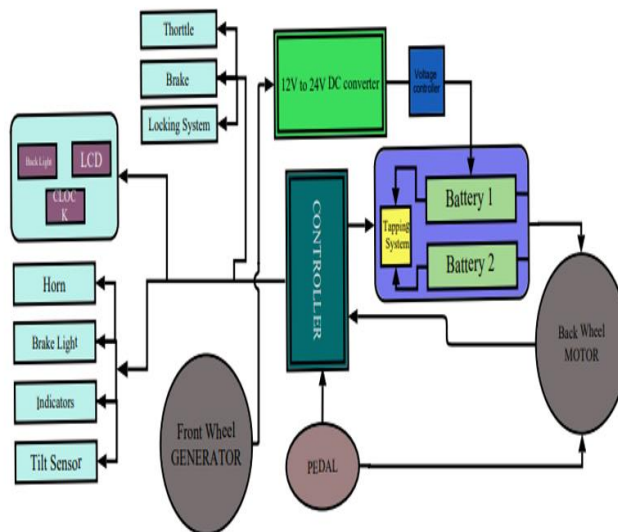 Thorttle
Brake
Locking System
12V to 24V DC converter
Voltage
controller
Back Light
LCD
CLOC
K
CONTROLLER
Tapping
System
Battery 1
Battery 2
Horn
Brake Light
Indicators
Tilt Sensor
Front Wheel
GENERATOR
PEDAL
Back Wheel
MOTOR